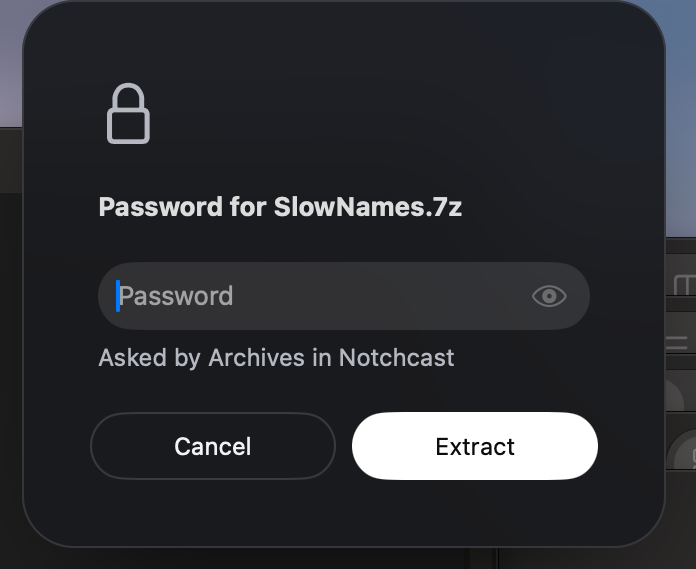 Password for SlowNames.7z
Password
Asked by Archives in Notchcast
Cancel
Extract